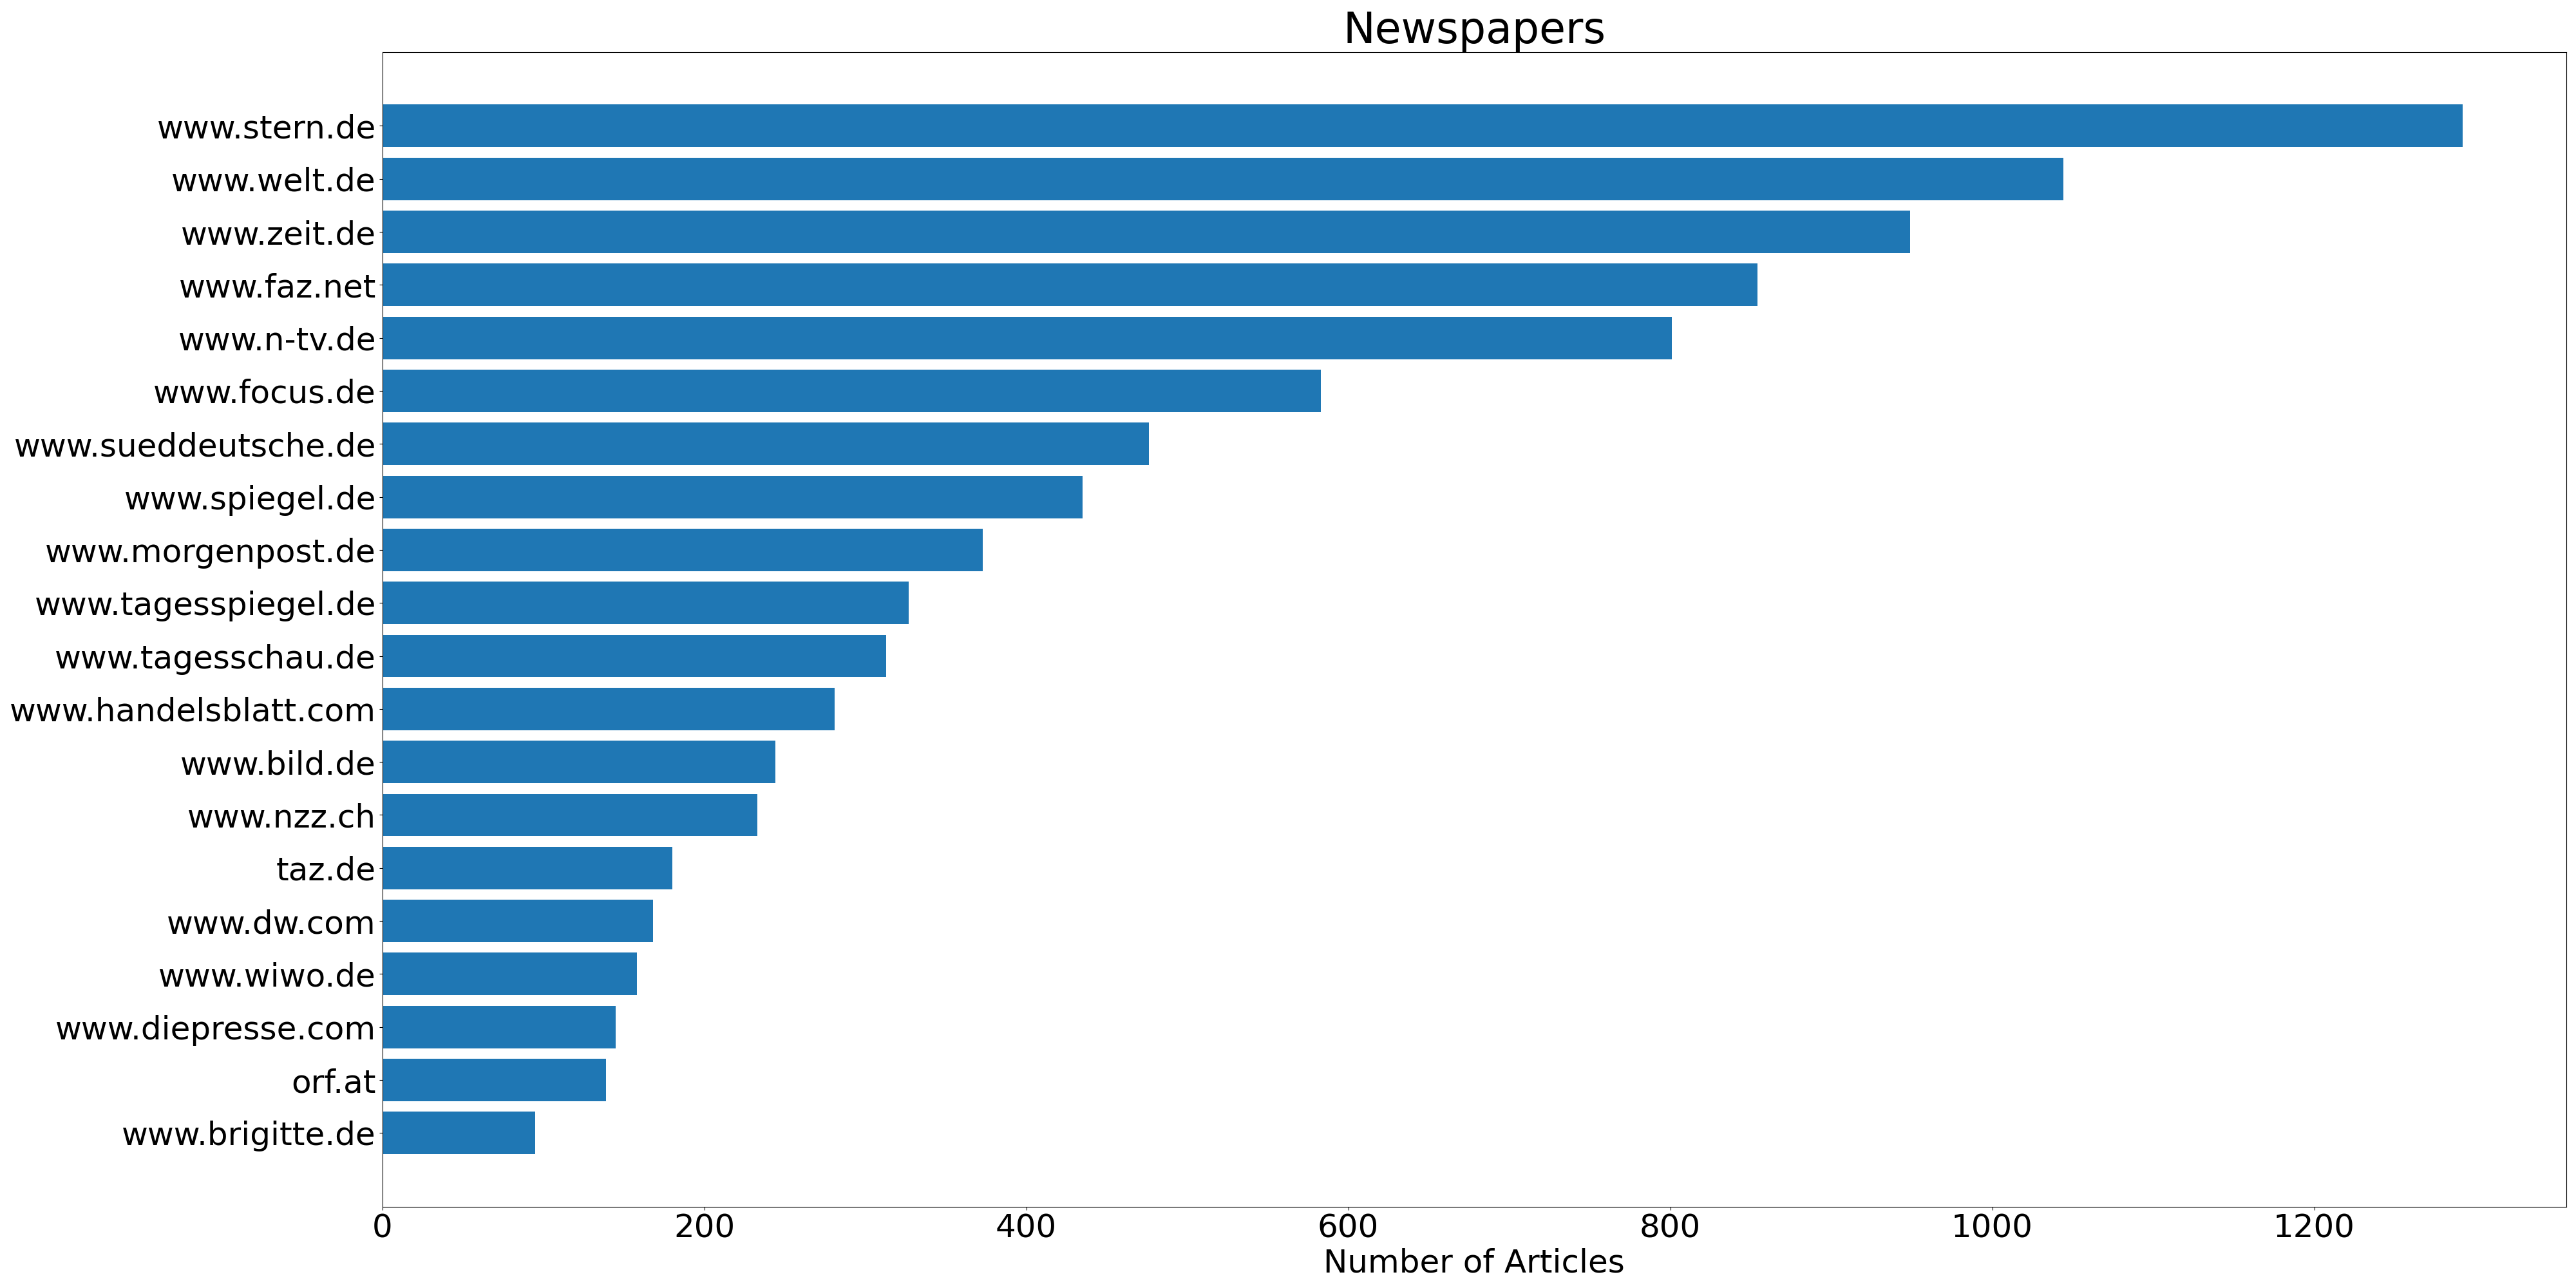 Newspapers
www.stern.de
www.welt.de
www.zeit.de
www.faz.net
www.n-tv.de
www.focus.de
www.sueddeutsche.de
www.spiegel.de
www.morgenpost.de
www.tagesspiegel.de
www.tagesschau.de
www.handelsblatt.com
www.bild.de
www.nzz.ch
taz.de
www.dw.com
www.wiwo.de
www.diepresse.com
orf.at
www.brigitte.de
0 200 400 600 800 1000 1200
Number of Articles